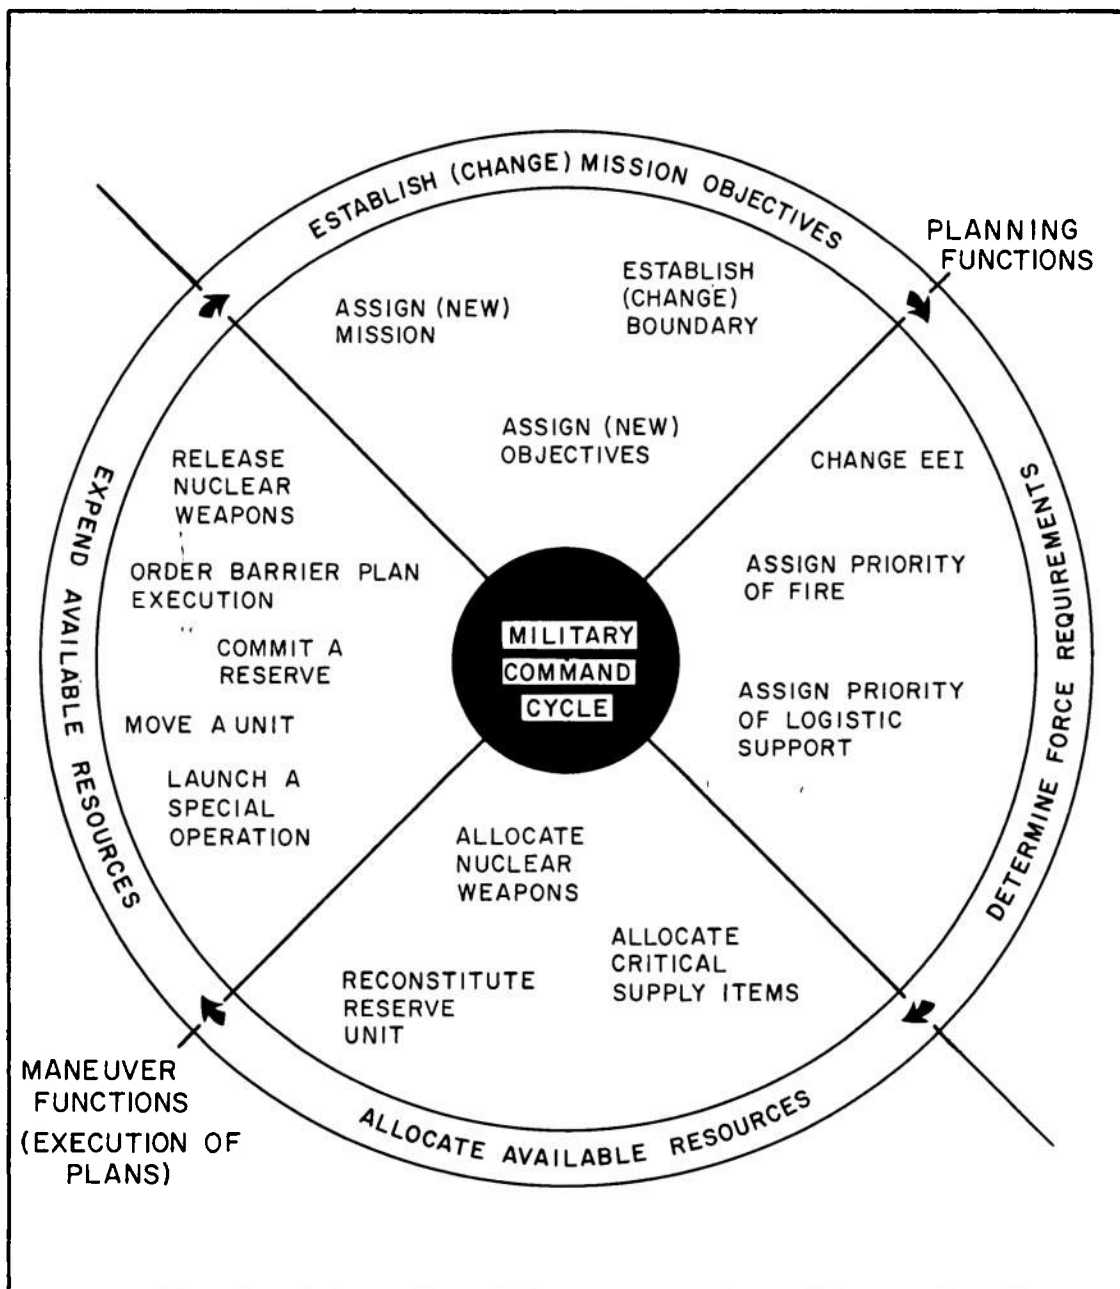 ESTABLISH (CHANGE) MISSION OBJECTIVES
PLANNING
FUNCTIONS
ASSIGN (NEW)
MISSION
ESTABLISH
(CHANGE)
BOUNDARY
ASSIGN (NEW)
OBJECTIVES
DETERMINE FORCE REQUIREMENTS
CHANGE EEI
ASSIGN PRIORITY
OF FIRE
ASSIGN PRIORITY
OF LOGISTIC
SUPPORT
MILITARY
COMMAND
CYCLE
EXPEND AVAILABLE RESOURCES
RELEASE
NUCLEAR
WEAPONS
ORDER BARRIER PLAN
EXECUTION
COMMIT A
RESERVE
MOVE A UNIT
LAUNCH A
SPECIAL
OPERATION
ALLOCATE
NUCLEAR
WEAPONS
ALLOCATE
CRITICAL
SUPPLY ITEMS
RECONSTITUTE
RESERVE
UNIT
ALLOCATE AVAILABLE RESOURCES
MANEUVER
FUNCTIONS
(EXECUTION OF
PLANS)